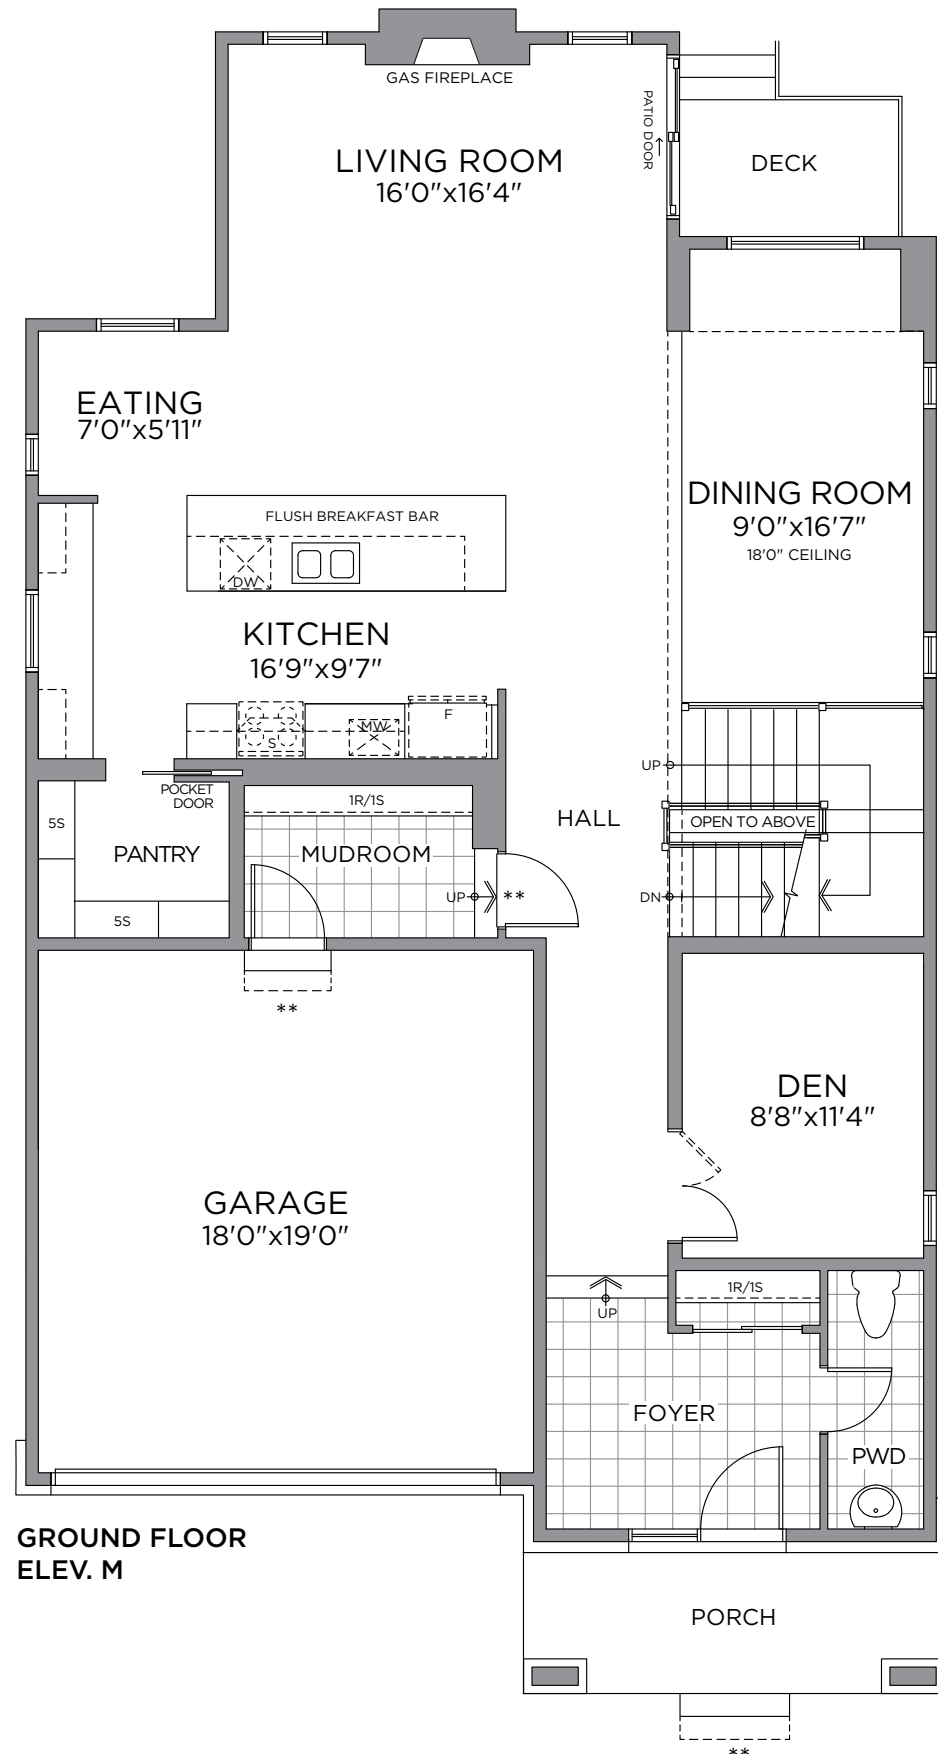 GAS FIREPLACE
PATIO DOOR
LIVING ROOM
16'0"x16'4"
DECK
EATING
7'0"x5'11"
DINING ROOM
9'0"x16'7"
18'0" CEILING
FLUSH BREAKFAST BAR
DW
KITCHEN
16'9"x9'7"
F
MW
S
UP
POCKET
DOOR
1R/1S
5S
HALL
OPEN TO ABOVE
PANTRY
MUDROOM
UP
**
DN
5S
**
DEN
8'8"x11'4"
GARAGE
18'0"x19'0"
1R/1S
UP
FOYER
PWD
GROUND FLOOR
ELEV. M
PORCH
**